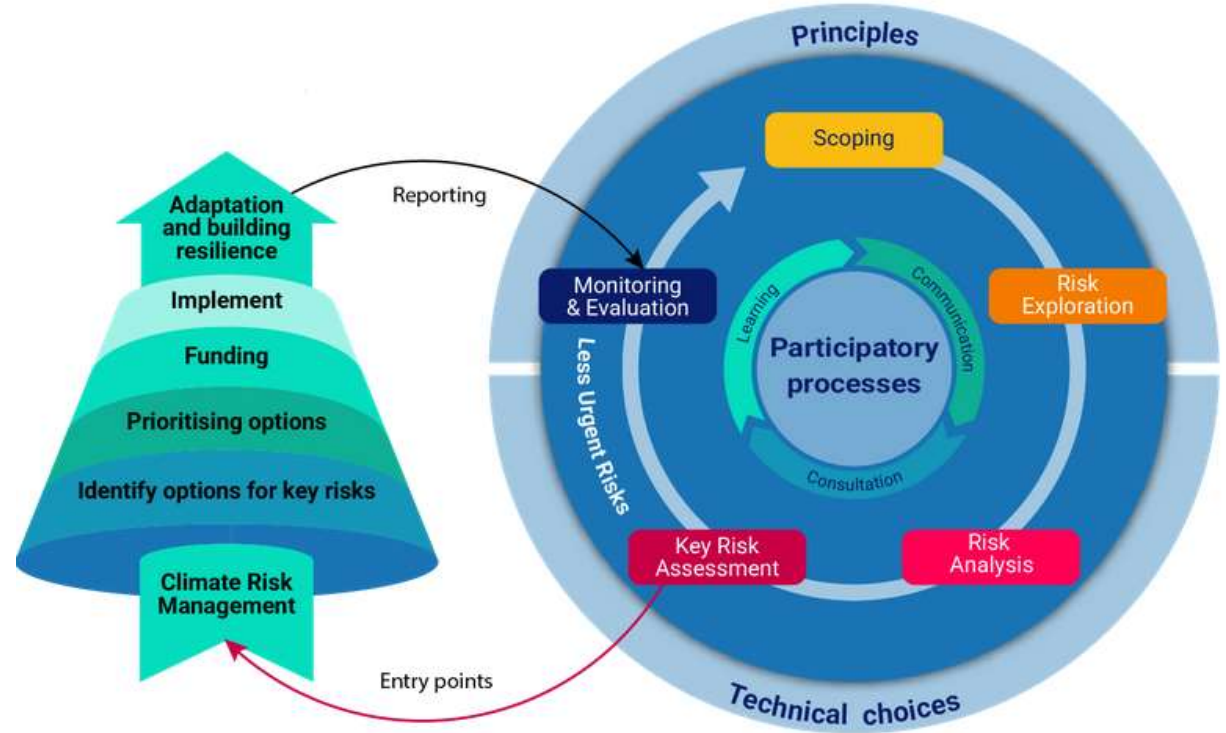 Principles
Scoping
Adaptation
and building
resilience
Reporting
Implement
Monitoring
& Evaluation
Risk
Exploration
Learning
Communication
Funding
Participatory
processes
Less Urgent Risks
Prioritising options
Identify options for key risks
Consultation
Key Risk
Assessment
Risk
Analysis
Climate Risk
Management
Entry points
Technical choices